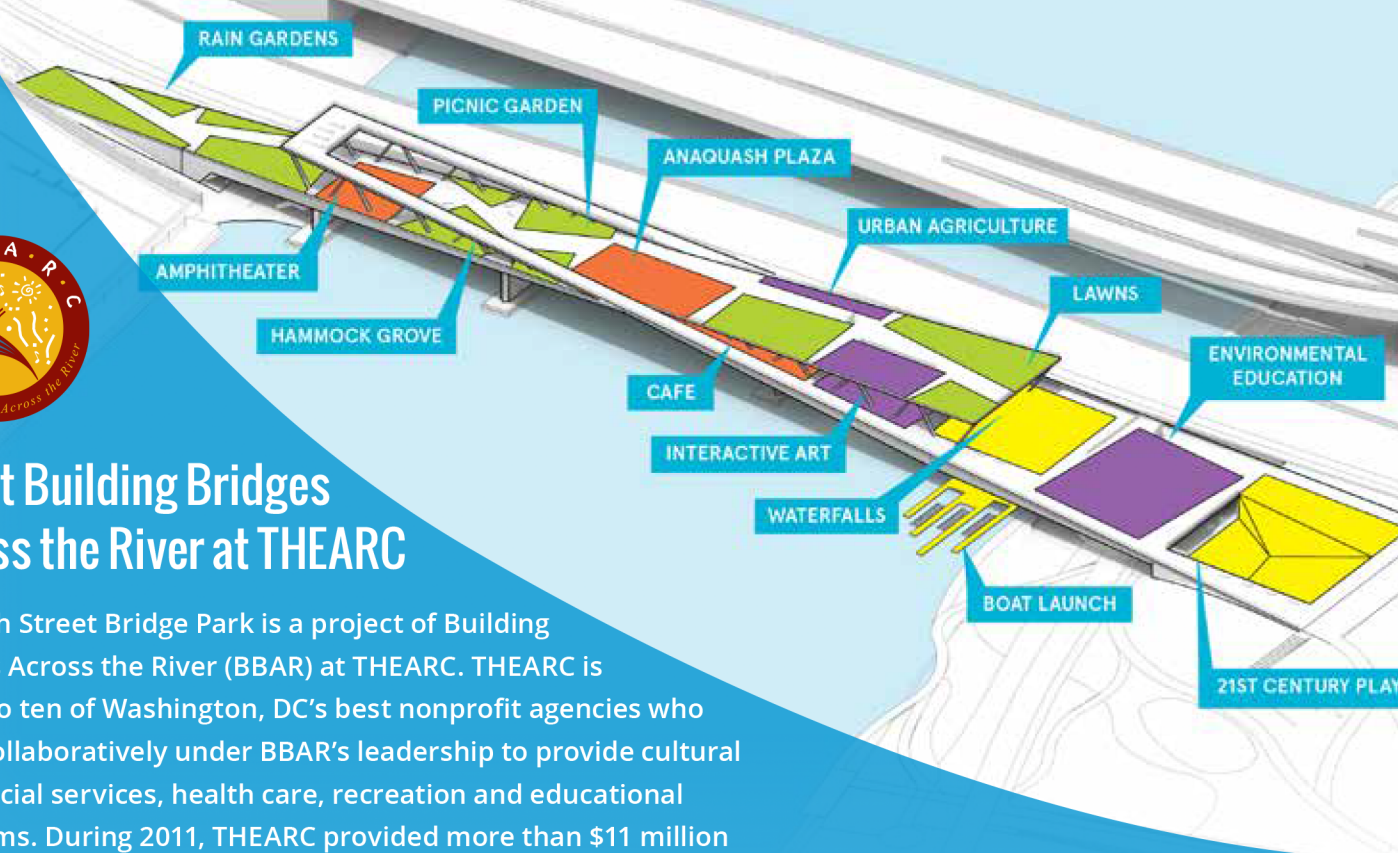 RAIN GARDENS
PICNIC GARDEN
ANAQUASH PLAZA
URBAN AGRICULTURE
AMPHITHEATER
LAWNS
HAMMOCK GROVE
ENVIRONMENTAL
EDUCATION
CAFE
INTERACTIVE ART
WATERFALLS
BOAT LAUNCH
21ST CENTURY PLAY
A · R · C
Across the River
t Building Bridges
ss the River at THEARC
h Street Bridge Park is a project of Building
Across the River (BBAR) at THEARC. THEARC is
o ten of Washington, DC’s best nonprofit agencies who
ollaboratively under BBAR’s leadership to provide cultural
cial services, health care, recreation and educational
ms. During 2011, THEARC provided more than $11 million